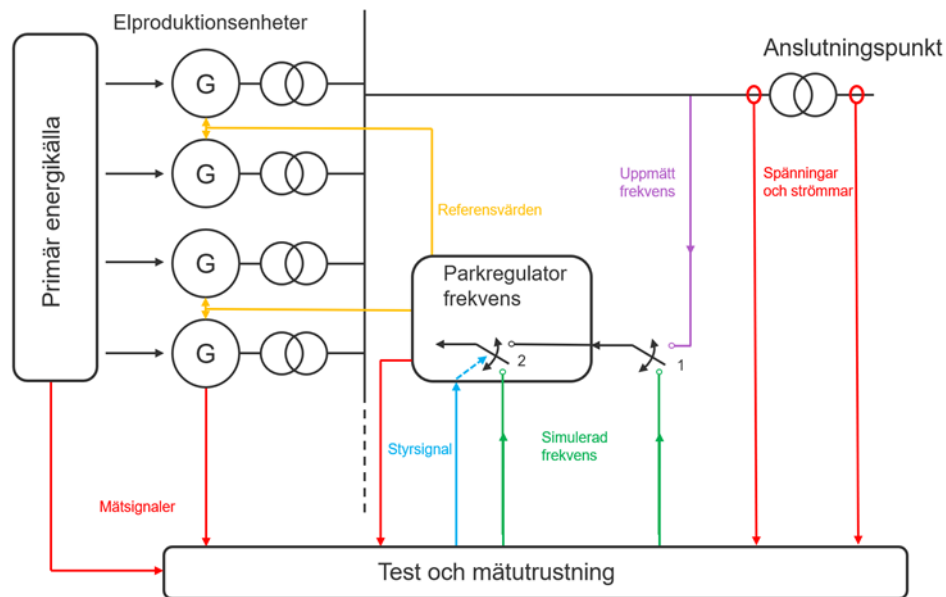 Elproduktionsenheter
Anslutningspunkt
Primär energikälla
G
G
G
G
Uppmätt
frekvens
Spänningar
och strömmar
Referensvärden
Parkregulator
frekvens
2
1
Styrsignal
Simulerad
frekvens
Mätsignaler
Test och mätutrustning